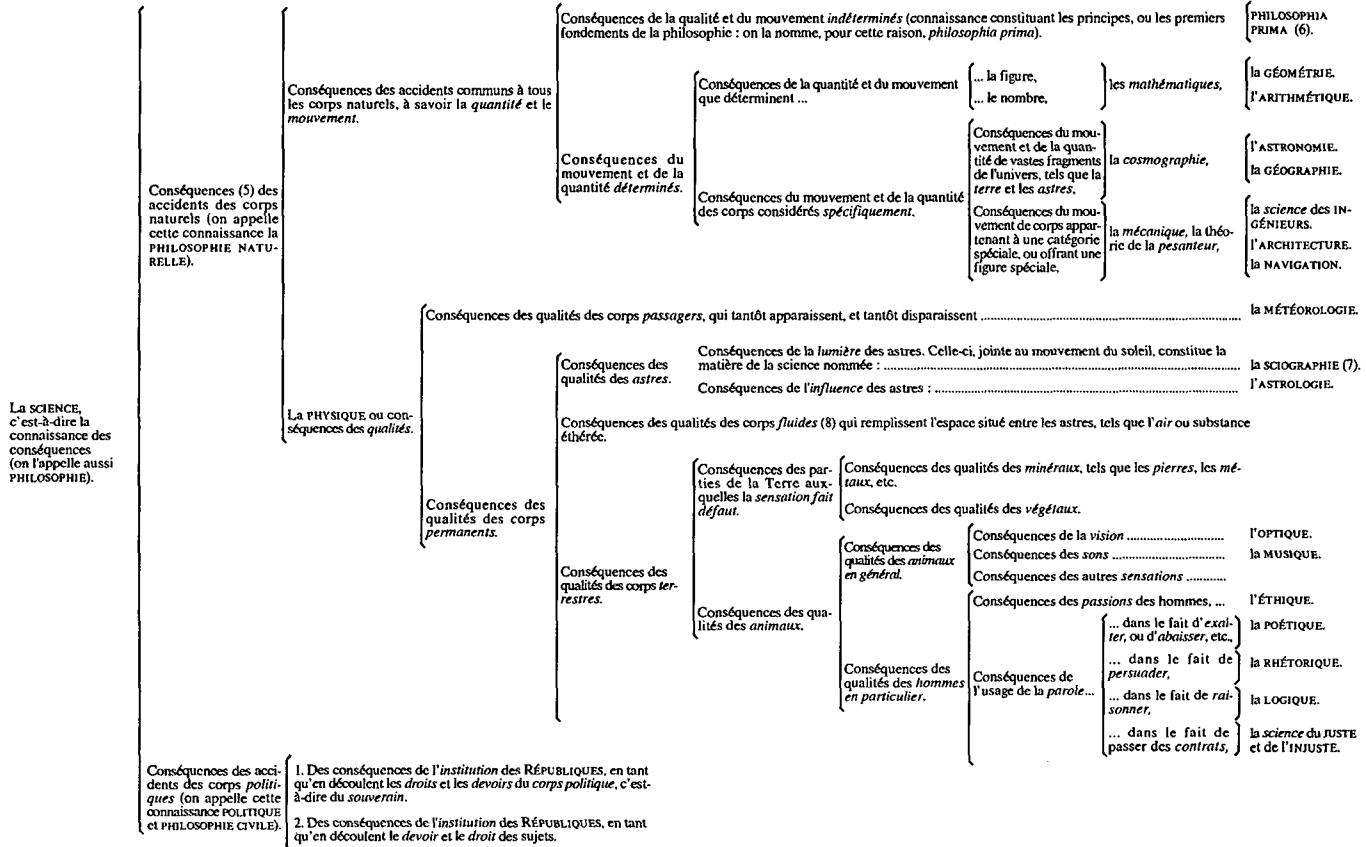 Conséquences de la qualité et du mouvement indéterminés (connaissance constituant les principes, ou les premiers
fondements de la philosophie : on la nomme, pour cette raison, philosophia prima).
PHILOSOPHIA
PRIMA (6).
Conséquences des accidents communs à tous
les corps naturels, à savoir la quantité et le
mouvement.
Conséquences de la quantité et du mouvement
que déterminent ...
... la figure,
... le nombre,
les mathématiques,
la GÉOMÉTRIE.
l'ARITHMÉTIQUE.
Conséquences du
mouvement et de la
quantité déterminés.
Conséquences du mouvement et de la quantité
des corps considérés spécifiquement.
Conséquences du mou-
vement et de la quan-
tité de vastes fragments
de l'univers, tels que la
terre et les astres,
la cosmographie,
l'ASTRONOMIE.
la GÉOGRAPHIE.
Conséquences du mou-
vement de corps appar-
tenant à une catégorie
spéciale, ou offrant une
figure spéciale,
la mécanique, la théo-
rie de la pesanteur,
la science des IN-
GÉNIEURS.
l'ARCHITECTURE.
la NAVIGATION.
Conséquences (5) des
accidents des corps
naturels (on appelle
cette connaissance la
PHILOSOPHIE NATU-
RELLE).
Conséquences des qualités des corps passagers, qui tantôt apparaissent, et tantôt disparaissent ........
la MÉTÉOROLOGIE.
Conséquences des
qualités des astres.
Conséquences de la lumière des astres. Celle-ci, jointe au mouvement du soleil, constitue la
matière de la science nommée : ........
la SCIOGRAPHIE (7).
Conséquences de l'influence des astres : ........
l'ASTROLOGIE.
La SCIENCE,
c'est-à-dire la
connaissance des
conséquences
(on l'appelle aussi
PHILOSOPHIE).
La PHYSIQUE ou con-
séquences des qualités.
Conséquences des qualités des corps fluides (8) qui remplissent l'espace situé entre les astres, tels que l'air ou substance
éthérée.
Conséquences des
qualités des corps
permanents.
Conséquences des par-
ties de la Terre aux-
quelles la sensation fait
défaut.
Conséquences des qualités des minéraux, tels que les pierres, les mé-
taux, etc.
Conséquences des qualités des végétaux.
Conséquences des
qualités des corps ter-
restres.
Conséquences des qua-
lités des animaux.
Conséquences des
qualités des animaux
en général.
Conséquences de la vision ........
l'OPTIQUE.
Conséquences des sons ........
la MUSIQUE.
Conséquences des autres sensations ........
Conséquences des
qualités des hommes
en particulier.
Conséquences des passions des hommes, ...
l'ÉTHIQUE.
Conséquences de
l'usage de la parole...
... dans le fait d'exal-
ter, ou d'abaisser, etc.,
la POÉTIQUE.
... dans le fait de
persuader,
la RHÉTORIQUE.
... dans le fait de rai-
sonner,
la LOGIQUE.
... dans le fait de
passer des contrats,
la science du JUSTE
et de l'INJUSTE.
Conséquences des acci-
dents des corps politi-
ques (on appelle cette
connaissance POLITIQUE
et PHILOSOPHIE CIVILE).
1. Des conséquences de l'institution des RÉPUBLIQUES, en tant
qu'en découlent les droits et les devoirs du corps politique, c'est-
à-dire du souverain.
2. Des conséquences de l'institution des RÉPUBLIQUES, en tant
qu'en découlent le devoir et le droit des sujets.